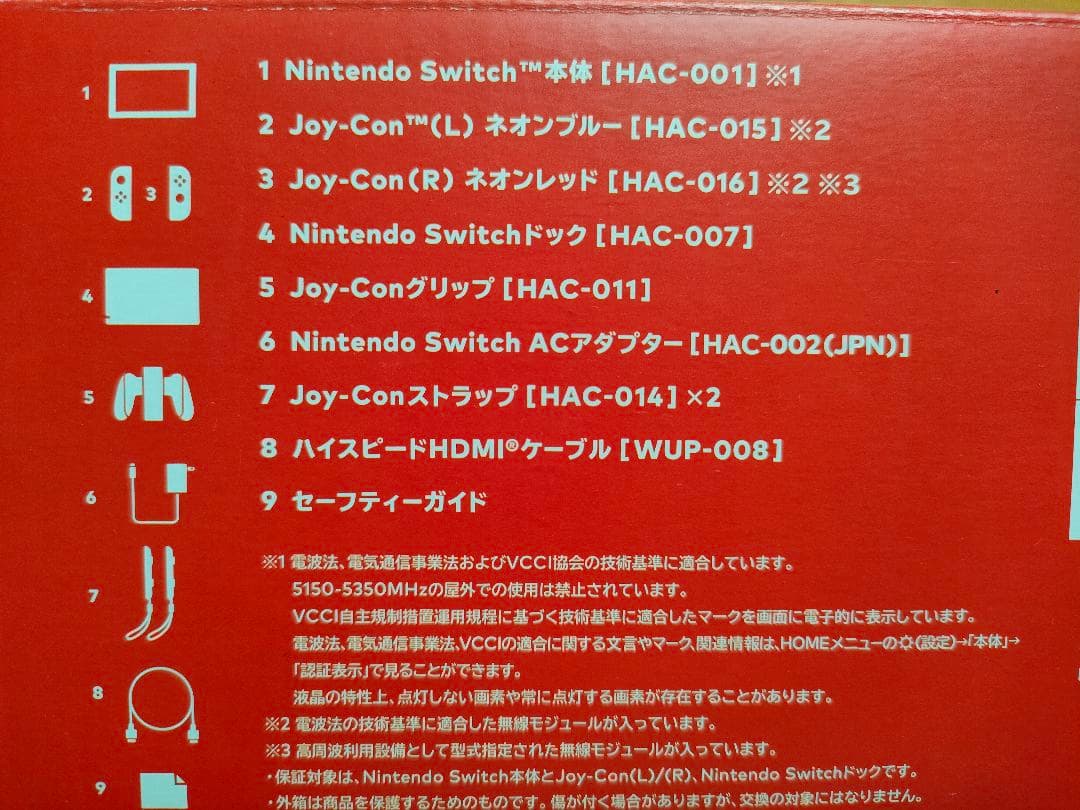 1 Nintendo Switch™本体[HAC-001]※1
2 Joy-Con™(L) ネオンブルー[HAC-015]※2
3 Joy-Con(R) ネオンレッド[HAC-016]※2 ※3
4 Nintendo Switchドック[HAC-007]
5 Joy-Conグリップ[HAC-011]
6 Nintendo Switch ACアダプター[HAC-002(JPN)]
7 Joy-Conストラップ[HAC-014]×2
8 ハイスピードHDMI®ケーブル[WUP-008]
9 セーフティーガイド
※1 電波法、電気通信事業法およびVCCI協会の技術基準に適合しています。
5150-5350MHzの屋外での使用は禁止されています。
VCCI自主規制措置運用規程に基づく技術基準に適合したマークを画面に電子的に表示しています。
電波法、電気通信事業法、VCCIの適合に関する文言やマーク、関連情報は、HOMEメニューの(設定)→「本体」→
「認証表示」で見ることができます。
液晶の特性上、点灯しない画素や常に点灯する画素が存在することがあります。
※2 電波法の技術基準に適合した無線モジュールが入っています。
※3 高周波利用設備として型式指定された無線モジュールが入っています。
・保証対象は、Nintendo Switch本体とJoy-Con(L)/(R)、Nintendo Switchドックです。
・外箱は商品を保護するためのものです。傷が付く場合がありますが、交換の対象にはなりません。
1
2
3
4
5
6
7
8
9